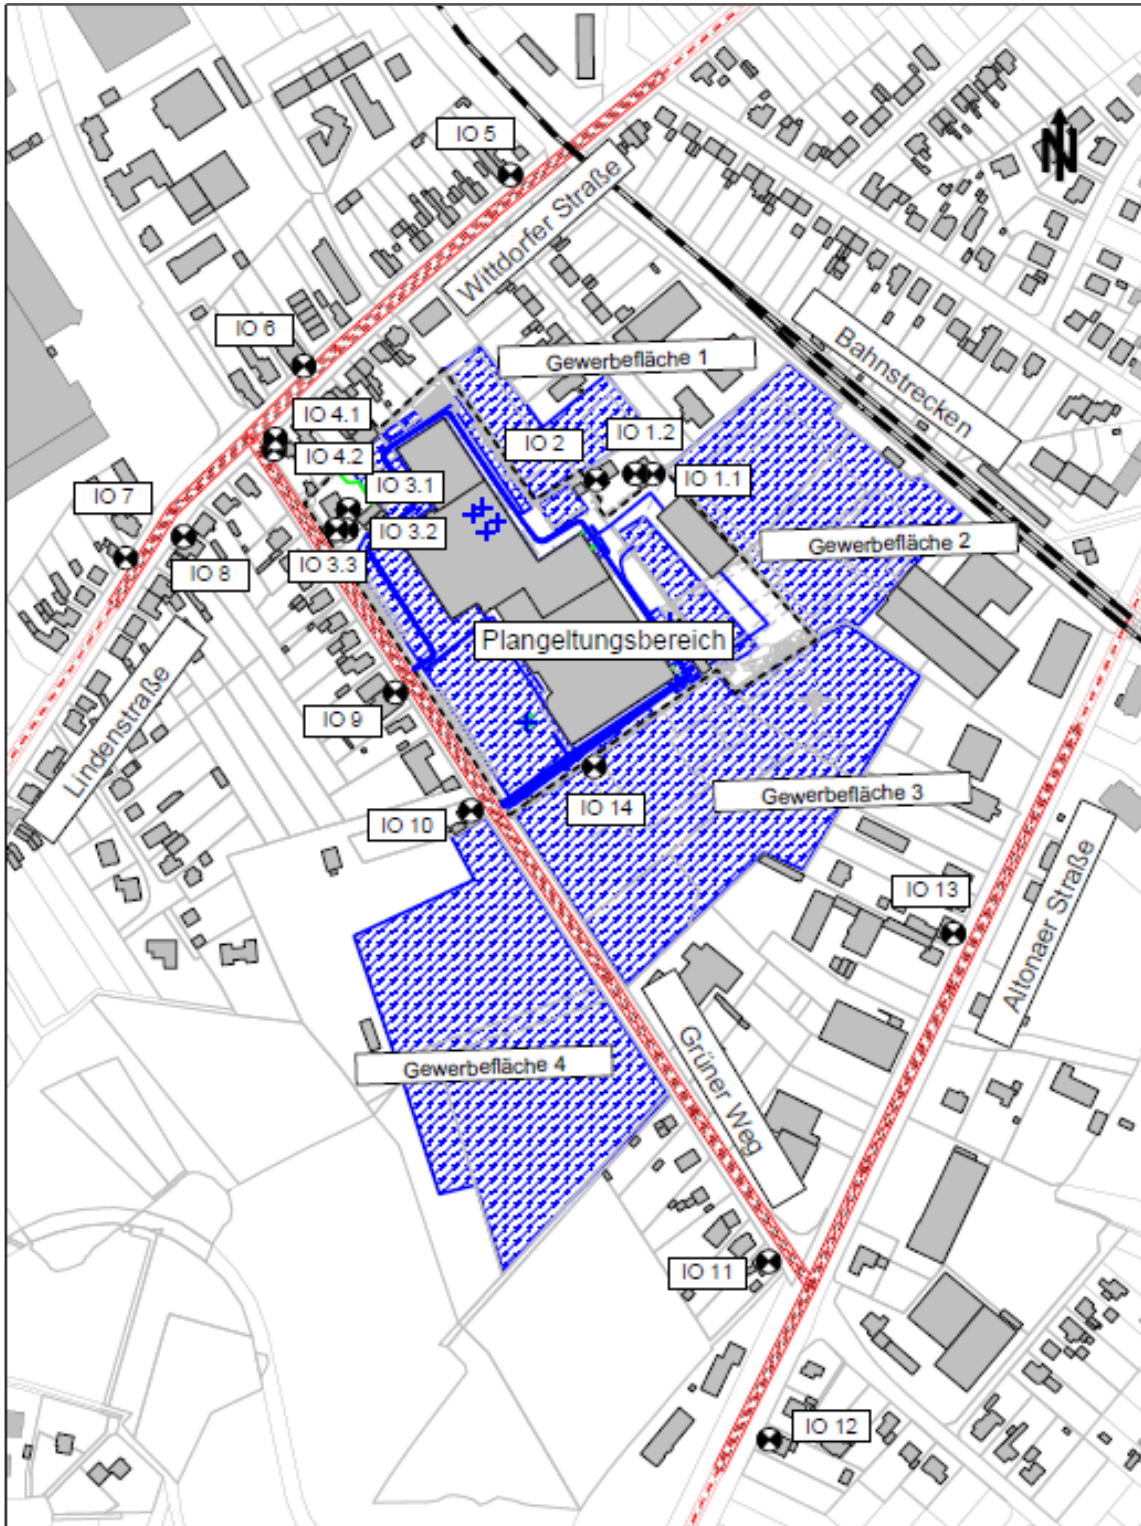 IO 5
N
Wittdorfer Straße
IO 6
Gewerbefläche 1
Bahnstrecken
IO 4.1
IO 2
IO 1.2
IO 4.2
IO 3.1
IO 1.1
IO 7
IO 3.2
Gewerbefläche 2
IO 8
IO 3.3
Plangeltungsbereich
IO 9
Lindenstraße
Gewerbefläche 3
IO 14
IO 10
IO 13
Altonaer Straße
Gewerbefläche 4
Grüner Weg
IO 11
IO 12